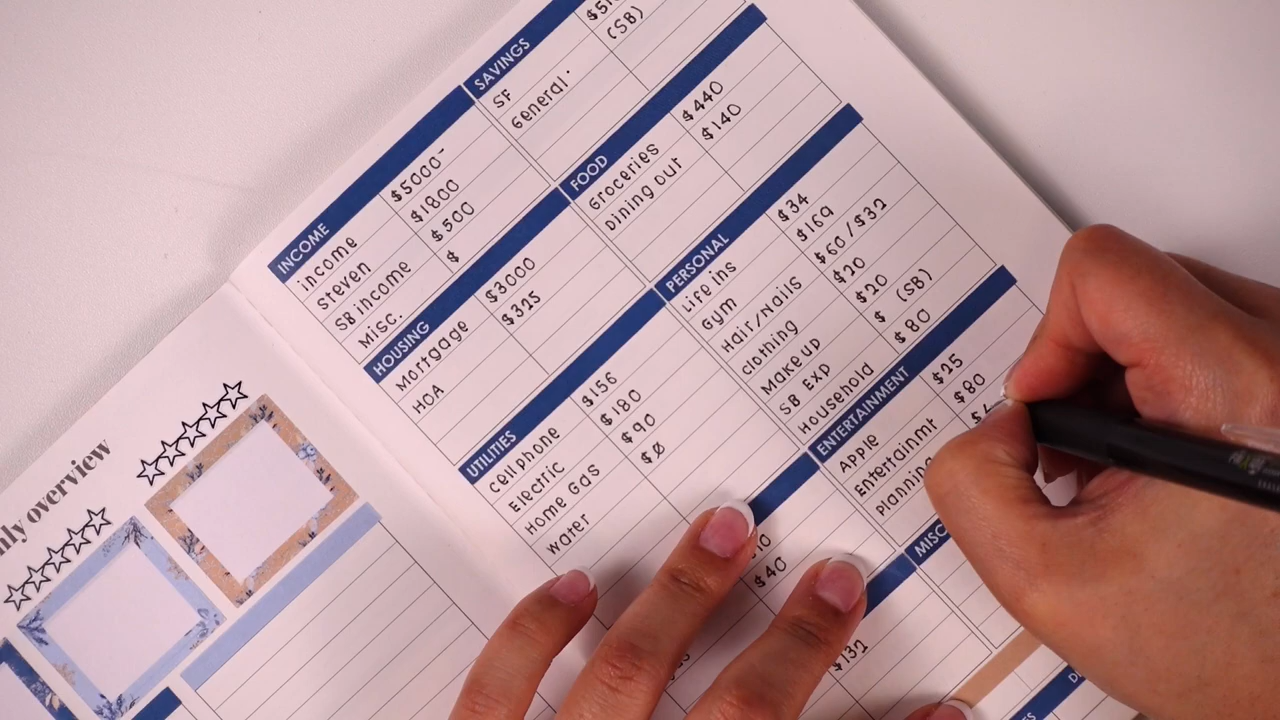 SAVINGS
SF
General.
(SB)
INCOME
income $5000-
Steven $1800
SB income $500
Misc. $
FOOD
Groceries $440
Dining out $140
HOUSING
Mortgage $3000
HOA $325
PERSONAL
Life ins $34
Gym $169
Hair/Nails $60/$32
clothing $20
Make up $20
SB EXP $ (SB)
Household $80
UTILITIES
cell phone $156
Electric $180
Home Gas $90
water $0
ENTERTAINMENT
Apple $25
Entertainmt $80
Planning
$40
MISC
$132
overview